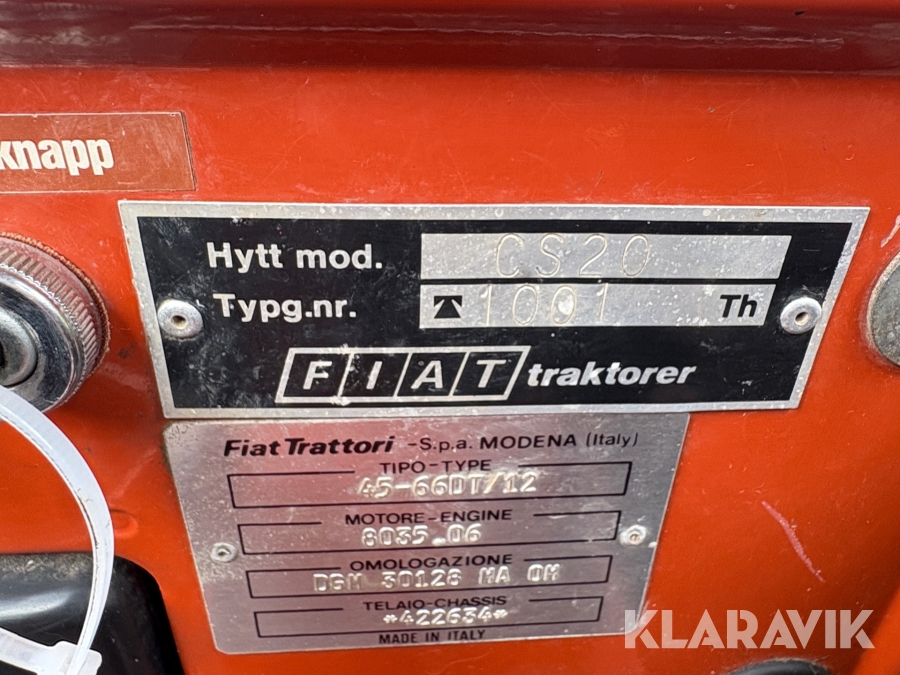 knapp
Hytt mod. CS20
Typg.nr. 1001 Th
FIAT traktorer
Fiat Trattori - S.p.a. MODENA (Italy)
TIPO-TYPE
45-66DT/12
MOTORE-ENGINE
8035.06
OMOLOGAZIONE
DGM 30128 MA OM
TELAIO-CHASSIS
*422634*
MADE IN ITALY
KLARAVIK